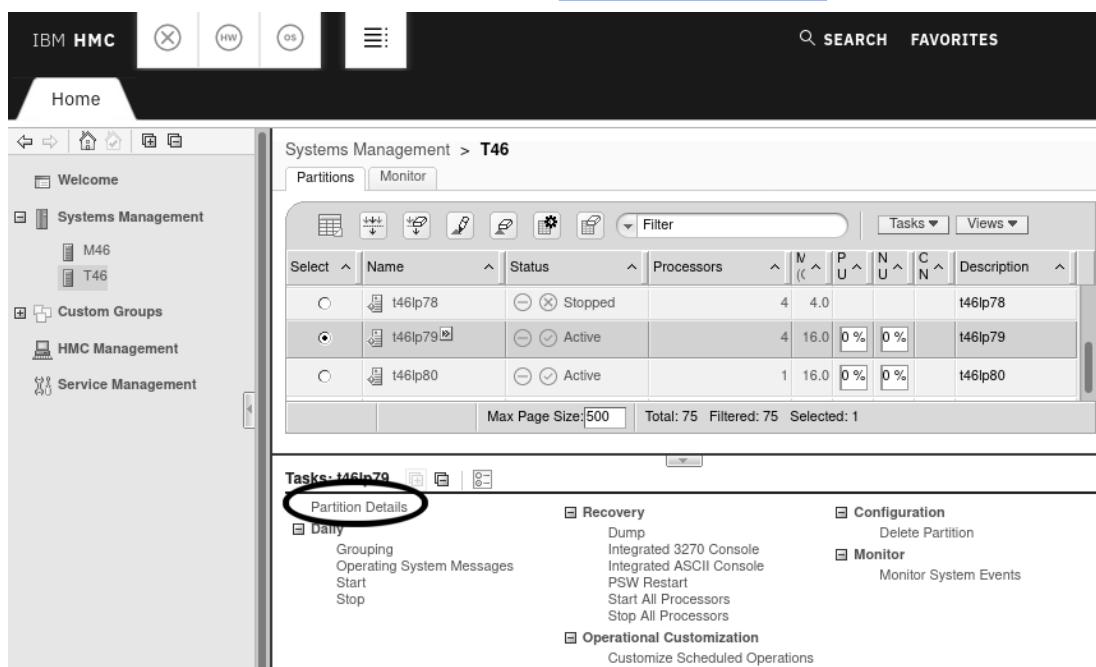 IBM HMC HW OS SEARCH FAVORITES
Home
Systems Management > T46
Partitions Monitor
Welcome
Systems Management
M46
T46
Custom Groups
HMC Management
Service Management
Filter Tasks Views
Select Name Status Processors M P U N U C N Description
t46lp78 Stopped 4 4.0 t46lp78
t46lp79 Active 4 16.0 0 % 0 % t46lp79
t46lp80 Active 1 16.0 0 % 0 % t46lp80
Max Page Size: 500 Total: 75 Filtered: 75 Selected: 1
Tasks: t46lp79
Partition Details
Daily
Grouping
Operating System Messages
Start
Stop
Recovery
Dump
Integrated 3270 Console
Integrated ASCII Console
PSW Restart
Start All Processors
Stop All Processors
Operational Customization
Customize Scheduled Operations
Configuration
Delete Partition
Monitor
Monitor System Events